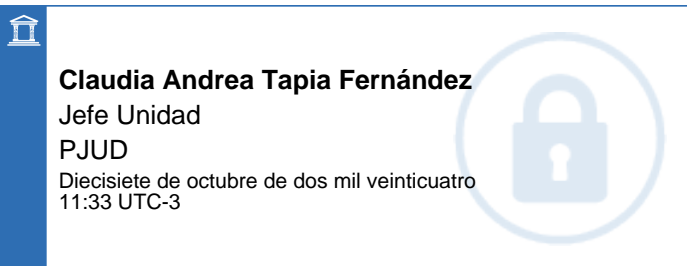 Claudia Andrea Tapia Fernández
Jefe Unidad
PJUD
Diecisiete de octubre de dos mil veinticuatro
11:33 UTC-3